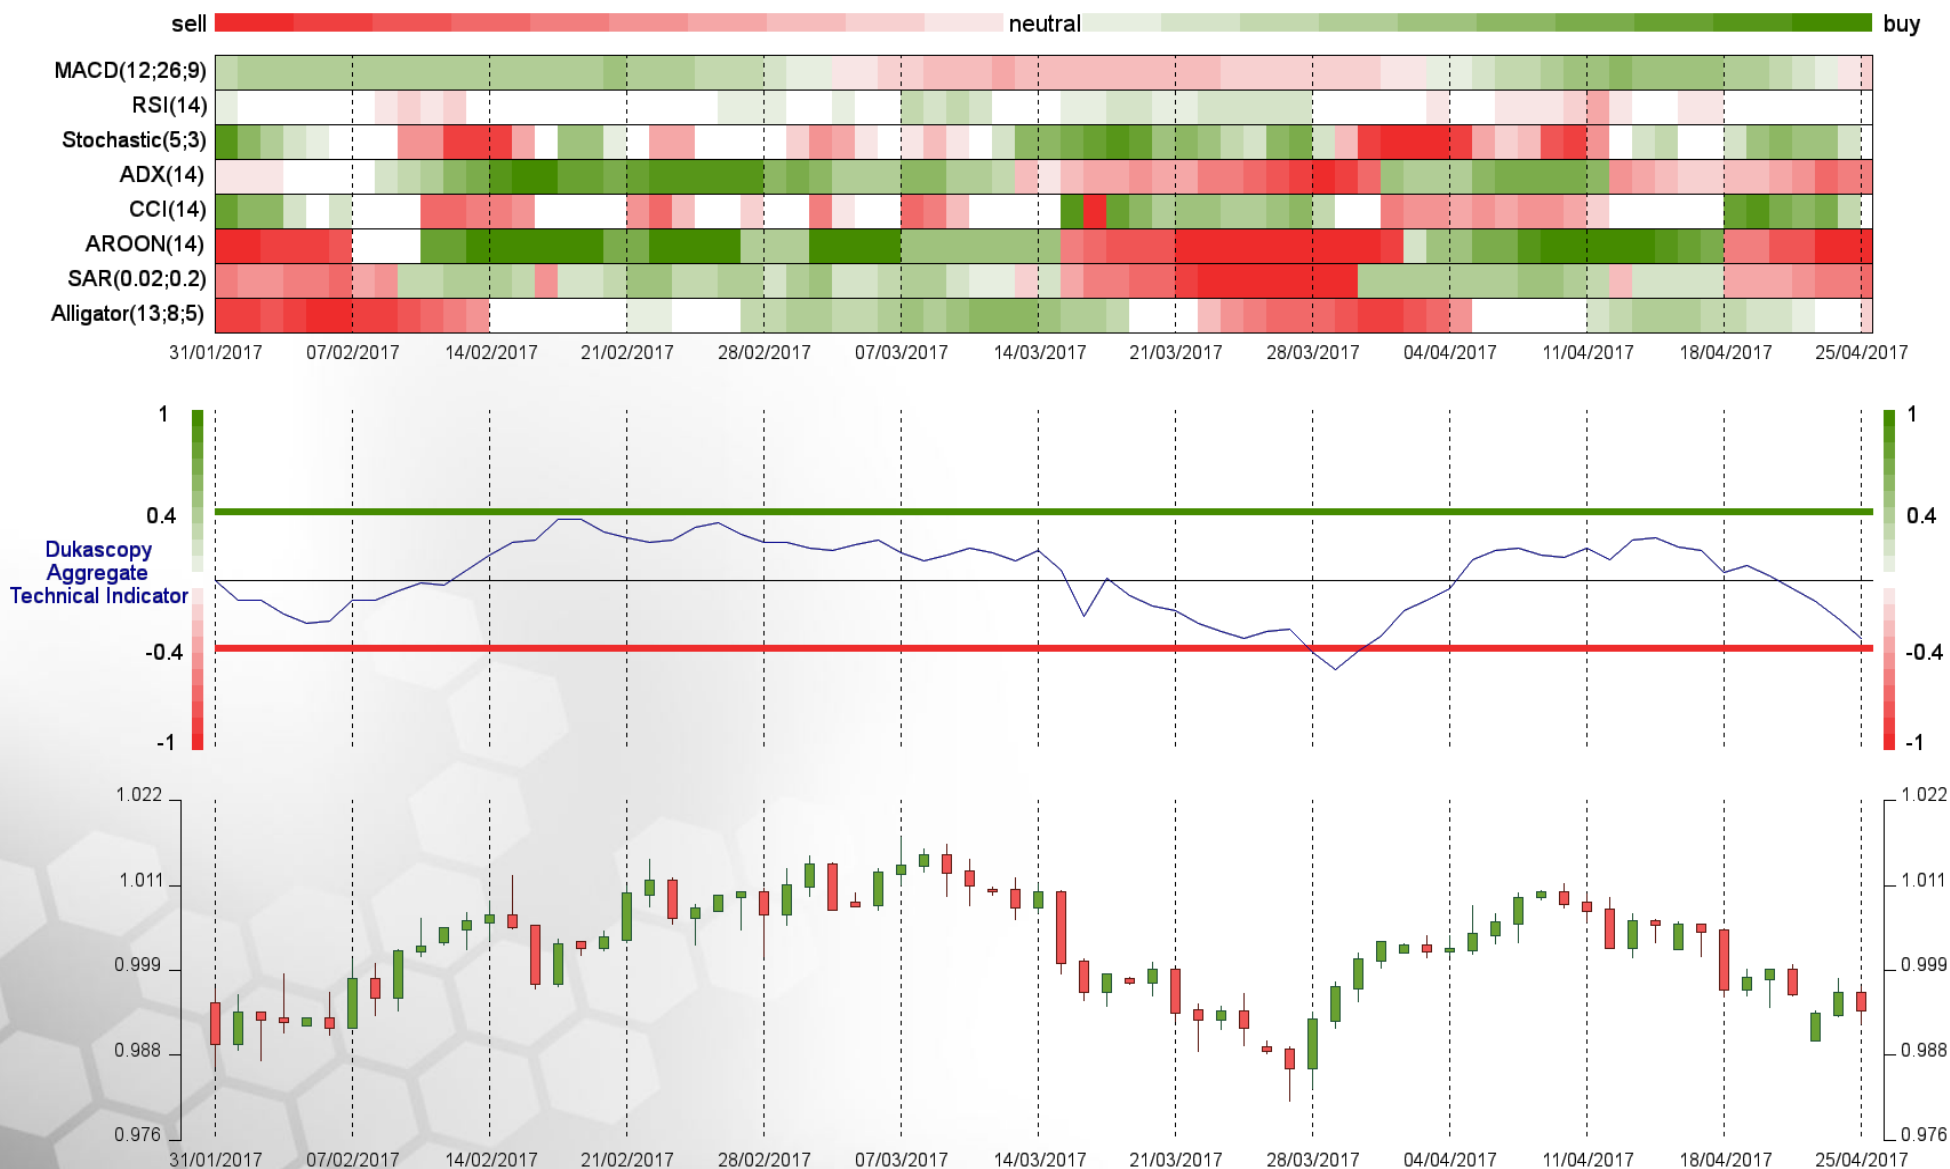 sell neutral buy
MACD(12;26;9)
RSI(14)
Stochastic(5;3)
ADX(14)
CCI(14)
AROON(14)
SAR(0.02;0.2)
Alligator(13;8;5)
31/01/2017 07/02/2017 14/02/2017 21/02/2017 28/02/2017 07/03/2017 14/03/2017 21/03/2017 28/03/2017 04/04/2017 11/04/2017 18/04/2017 25/04/2017
1 1
0.4 0.4
Dukascopy
Aggregate
Technical Indicator
-0.4 -0.4
-1 -1
1.022 1.022
1.011 1.011
0.999 0.999
0.988 0.988
0.976 0.976
31/01/2017 07/02/2017 14/02/2017 21/02/2017 28/02/2017 07/03/2017 14/03/2017 21/03/2017 28/03/2017 04/04/2017 11/04/2017 18/04/2017 25/04/2017